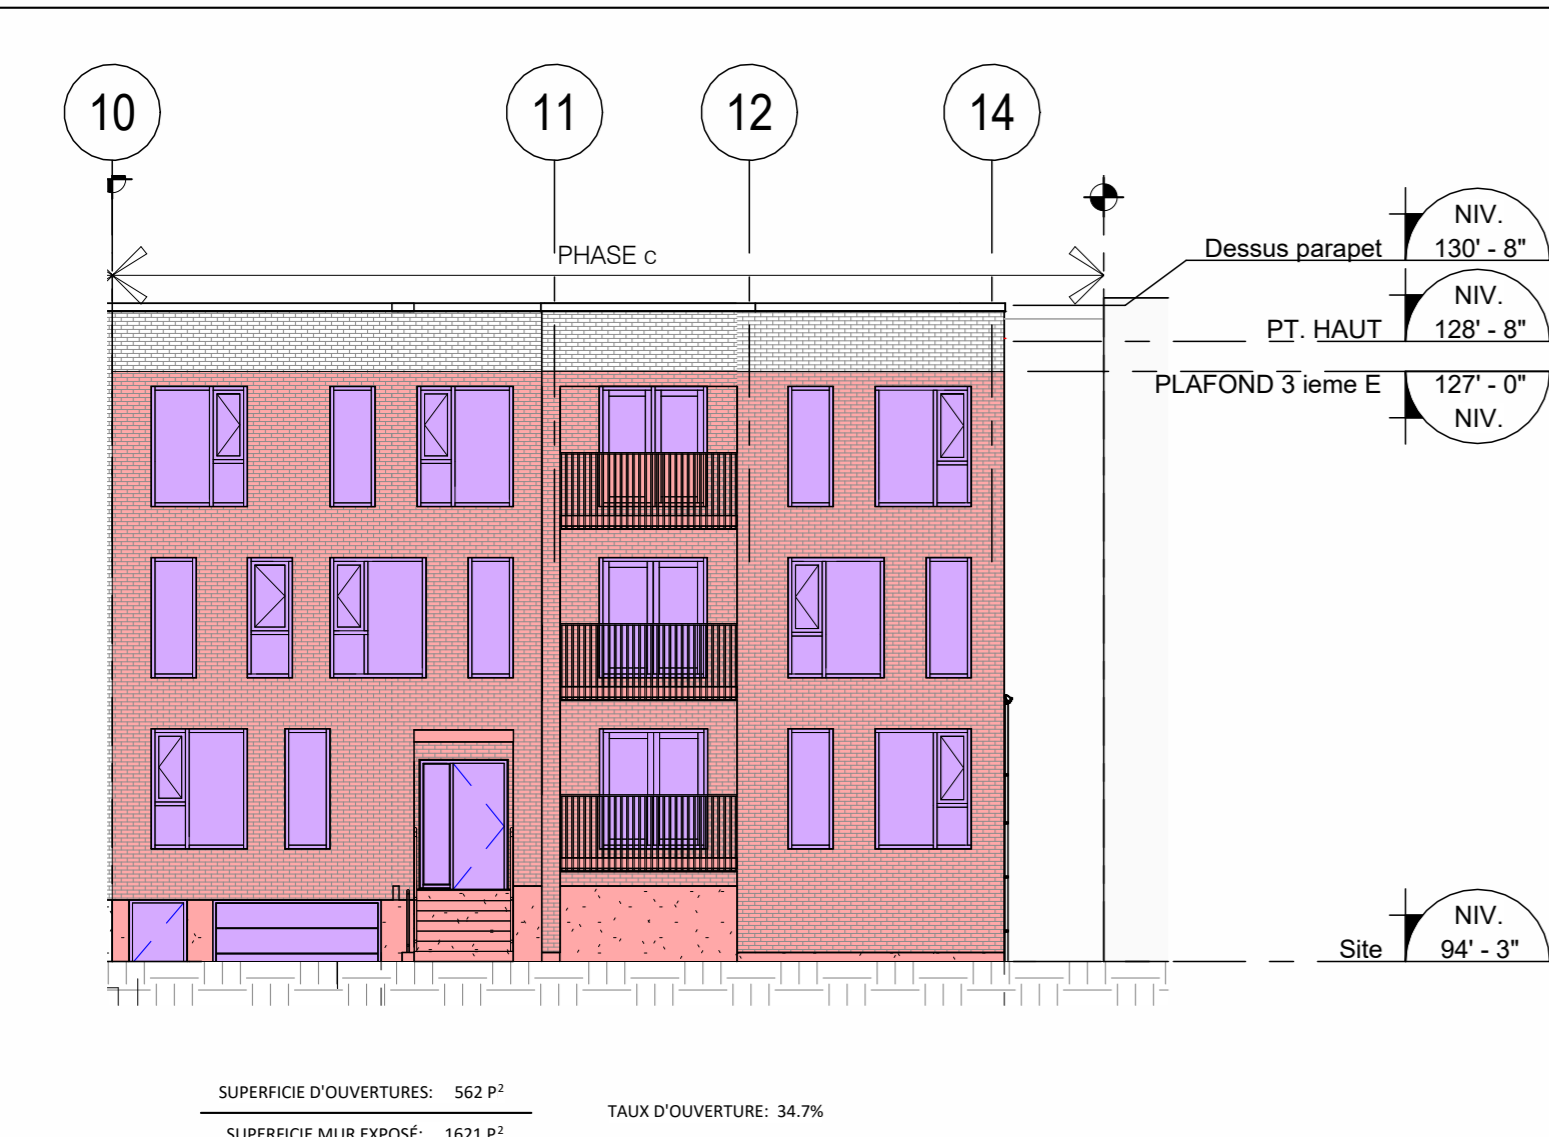 10 11 12 14
PHASE c
NIV.
Dessus parapet 130' - 8"
NIV.
PT. HAUT 128' - 8"
PLAFOND 3 ieme E 127' - 0"
NIV.
NIV.
Site 94' - 3"
SUPERFICIE D'OUVERTURES: 562 P²
TAUX D'OUVERTURE: 34.7%
SUPERFICIE MUR EXPOSÉ: 1621 P²